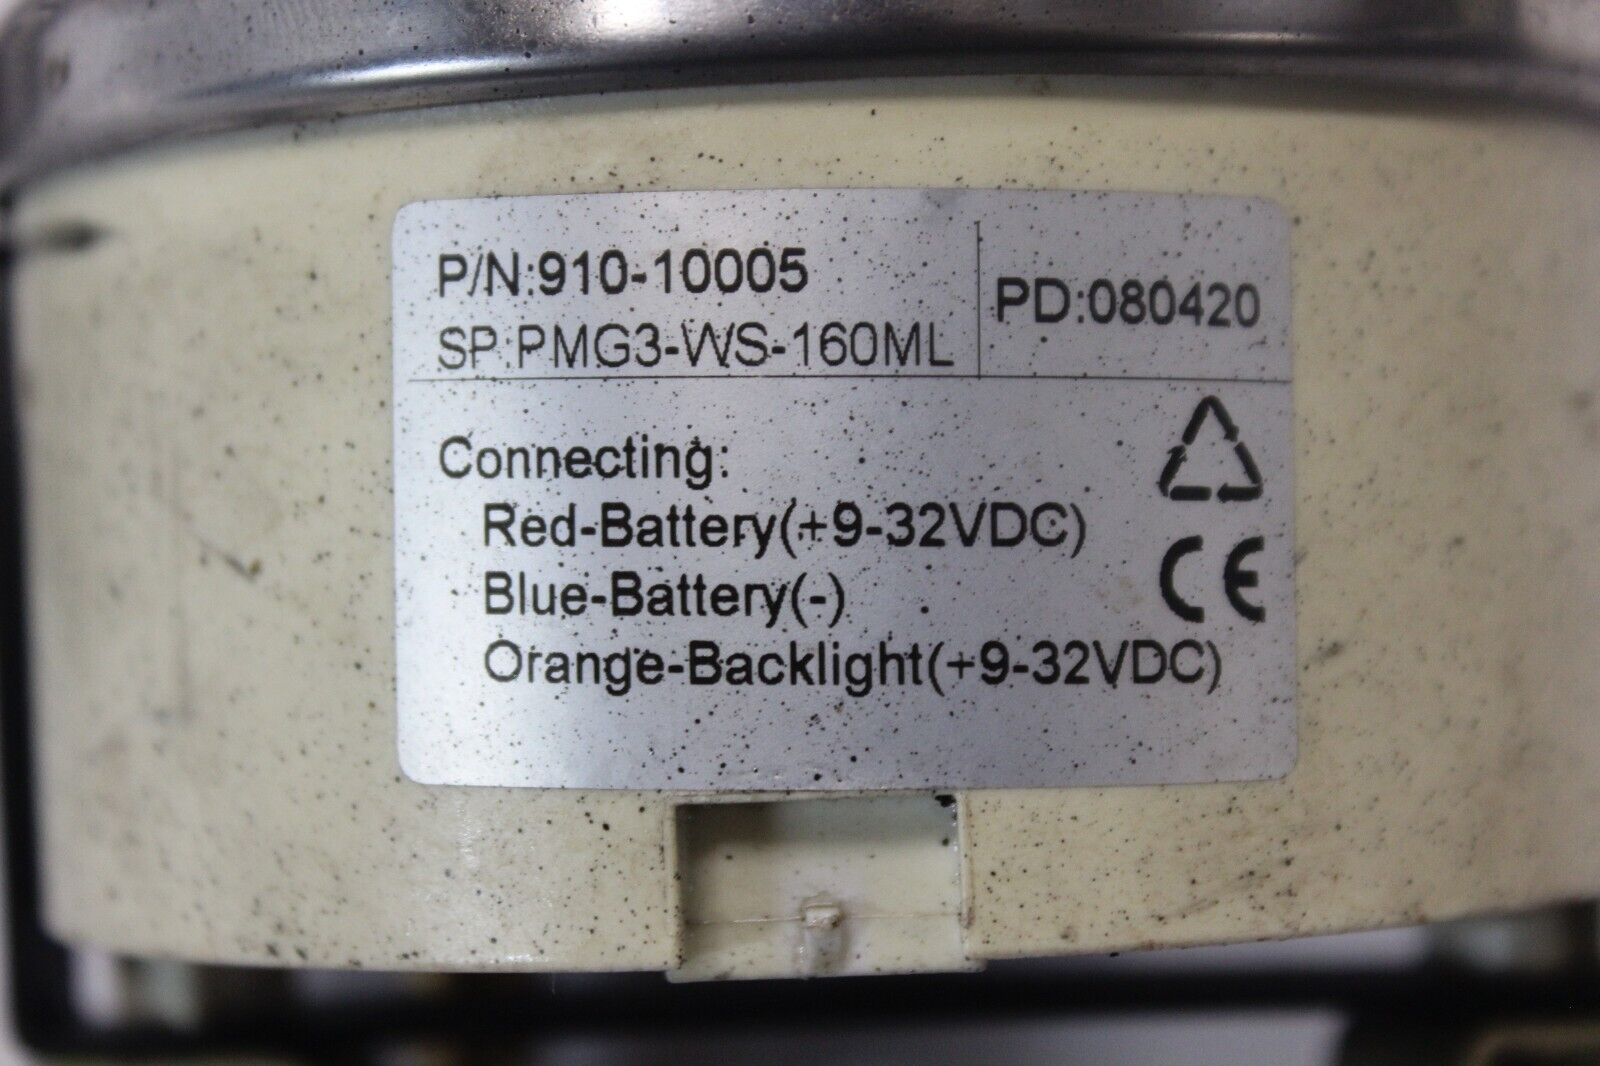 P/N:910-10005
SP:PMG3-WS-160ML
PD:080420
Connecting:
Red-Battery(+9-32VDC)
Blue-Battery(-)
Orange-Backlight(+9-32VDC)
CE